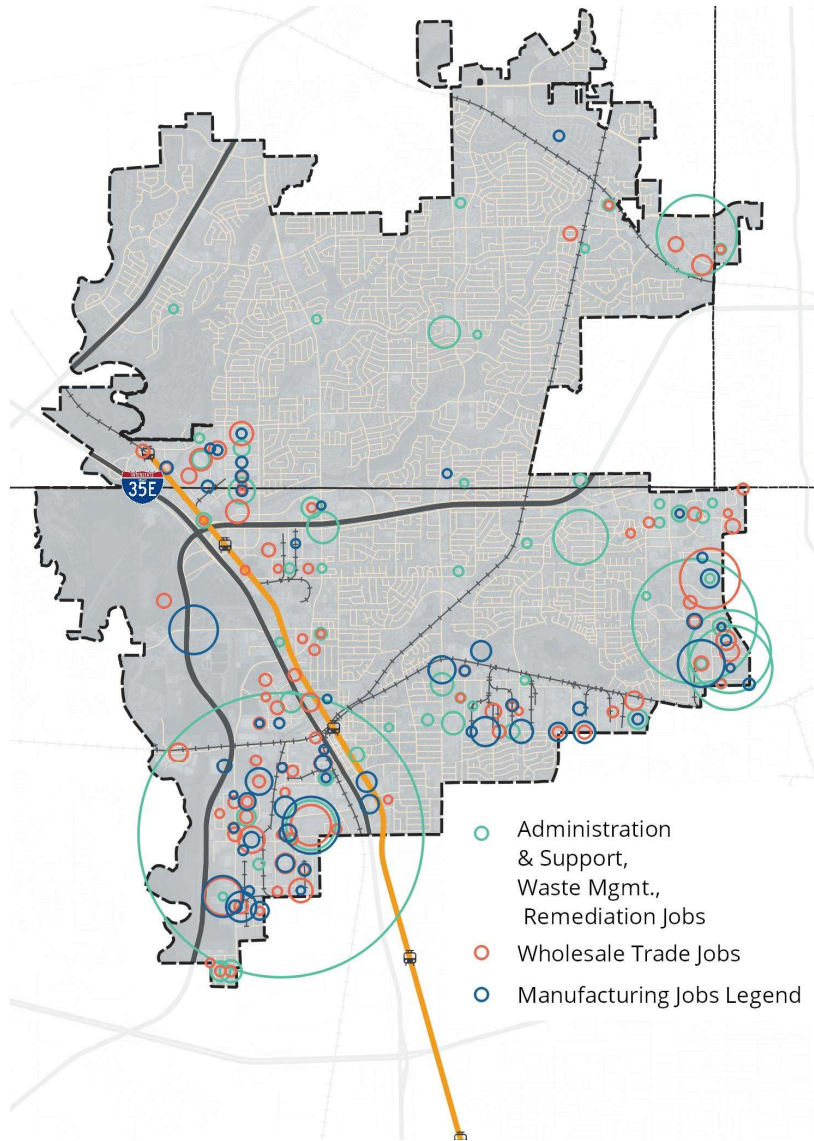 35E
Administration
& Support,
Waste Mgmt.,
Remediation Jobs
Wholesale Trade Jobs
Manufacturing Jobs Legend